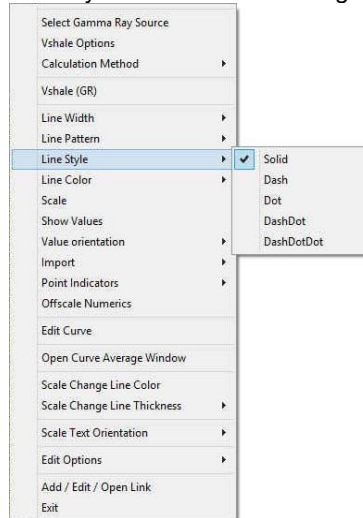 Select Gamma Ray Source
Vshale Options
Calculation Method
Vshale (GR)
Line Width
Line Pattern
Line Style
Line Color
Scale
Show Values
Value orientation
Import
Point Indicators
Offscale Numerics
Edit Curve
Open Curve Average Window
Scale Change Line Color
Scale Change Line Thickness
Scale Text Orientation
Edit Options
Add / Edit / Open Link
Exit
Solid
Dash
Dot
DashDot
DashDotDot